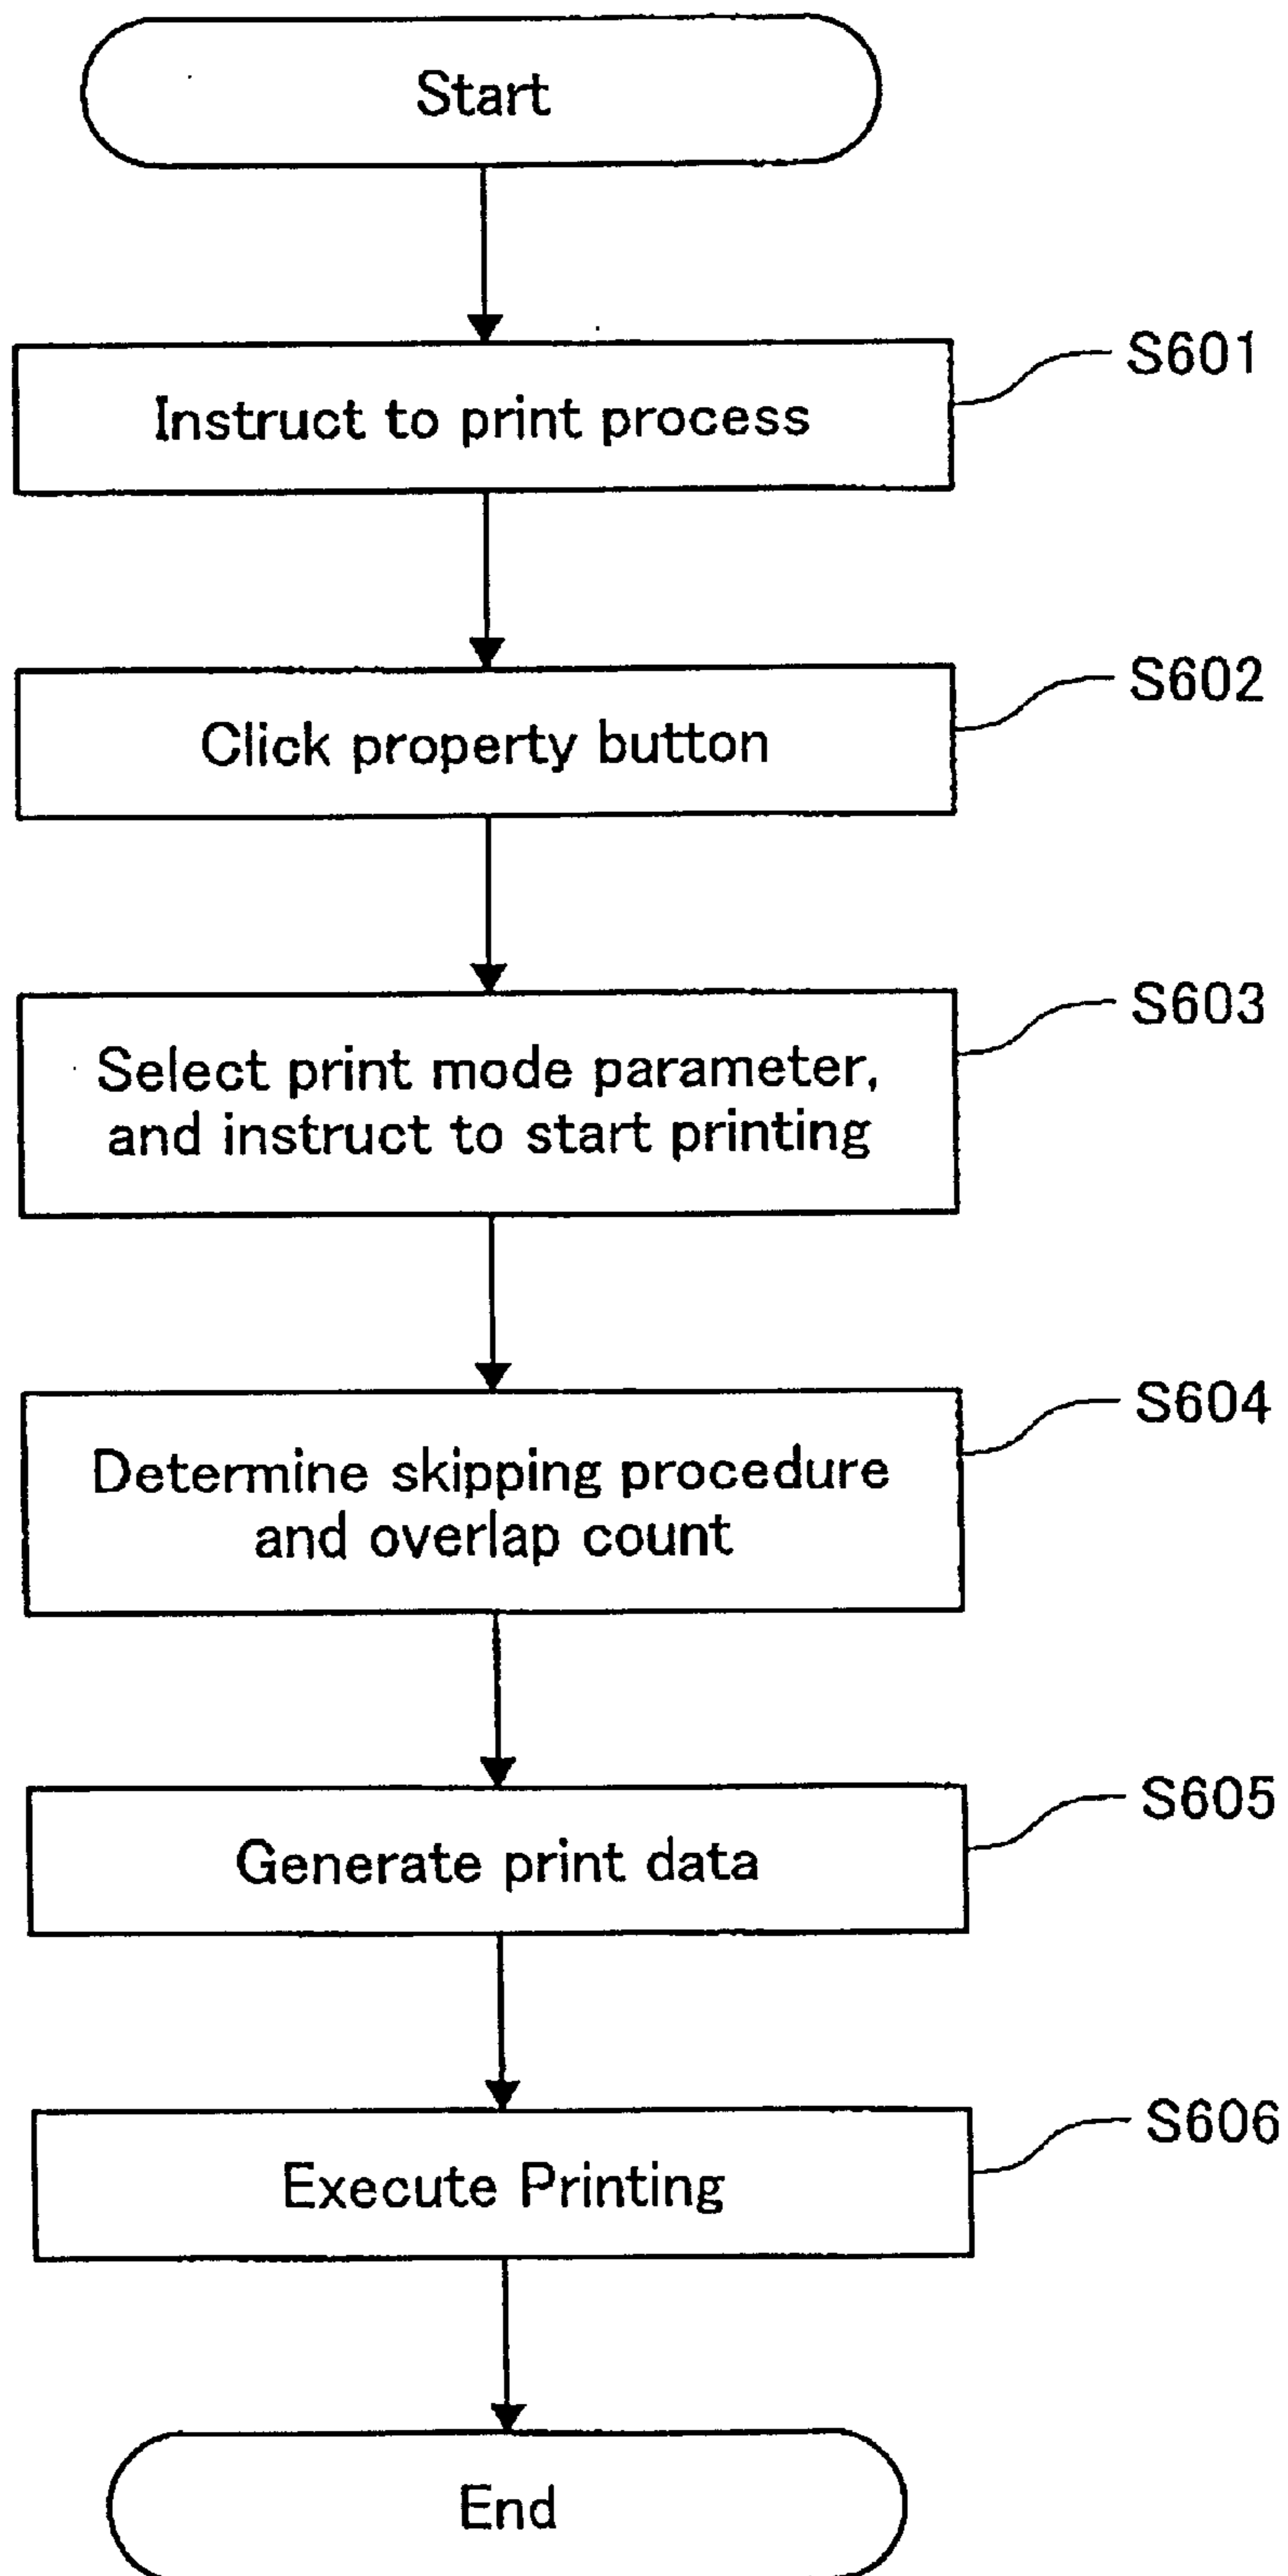 Start
Instruct to print process
S601
Click property button
S602
Select print mode parameter,
and instruct to start printing
S603
Determine skipping procedure
and overlap count
S604
Generate print data
S605
Execute Printing
S606
End